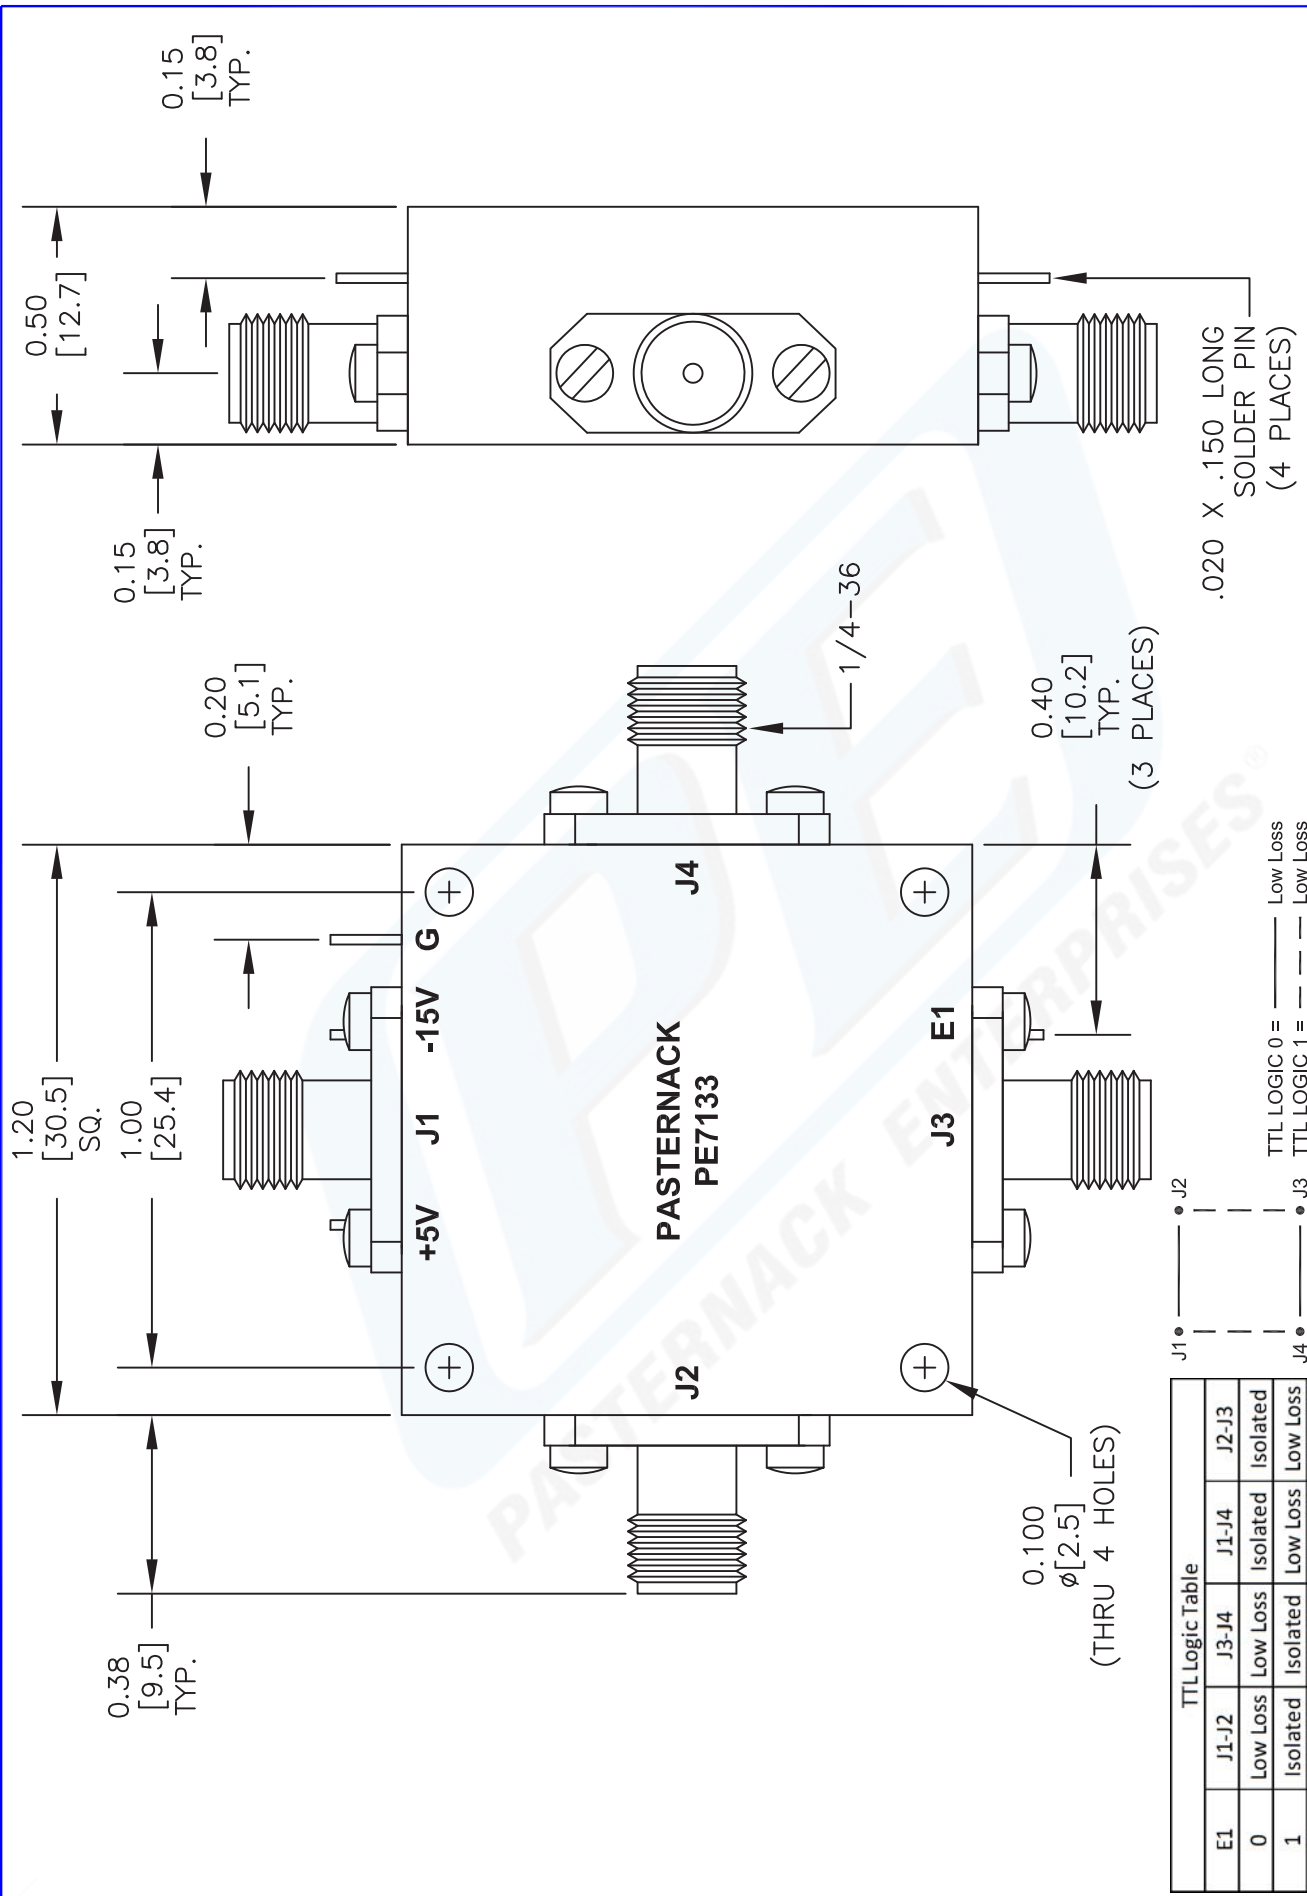 0.38
[9.5]
TYP.
1.20
[30.5]
SQ.
1.00
[25.4]
0.20
[5.1]
TYP.
0.15
[3.8]
TYP.
0.50
[12.7]
0.15
[3.8]
TYP.
+5V
J1
-15V
G
J2
PASTERNACK
PE7133
J4
J3
E1
1/4-36
0.100
ø[2.5]
(THRU 4 HOLES)
0.40
[10.2]
TYP.
(3 PLACES)
.020 X .150 LONG
SOLDER PIN
(4 PLACES)
PASTERNACK ENTERPRISES®
PE
TTL Logic Table
E1 J1-J2 J3-J4 J1-J4 J2-J3
0 Low Loss Low Loss Isolated Isolated
1 Isolated Isolated Low Loss Low Loss
J1 J2
J4 J3
TTL LOGIC 0 = Low Loss
TTL LOGIC 1 = Low Loss